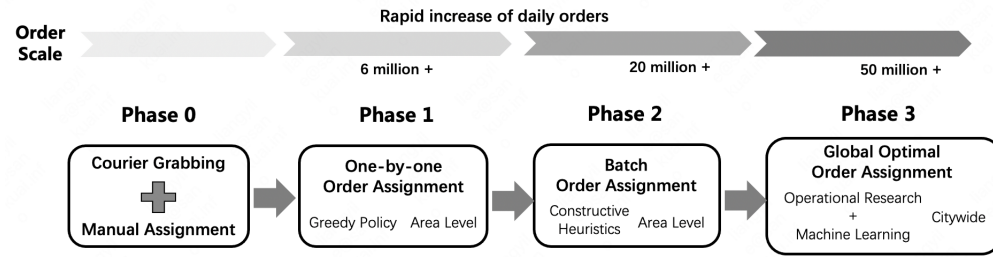 Rapid increase of daily orders
Order
Scale
6 million +
20 million +
50 million +
Phase 0
Phase 1
Phase 2
Phase 3
Courier Grabbing
Manual Assignment
One-by-one
Order Assignment
Greedy Policy
Area Level
Batch
Order Assignment
Constructive
Heuristics
Area Level
Global Optimal
Order Assignment
Operational Research
+
Machine Learning
Citywide